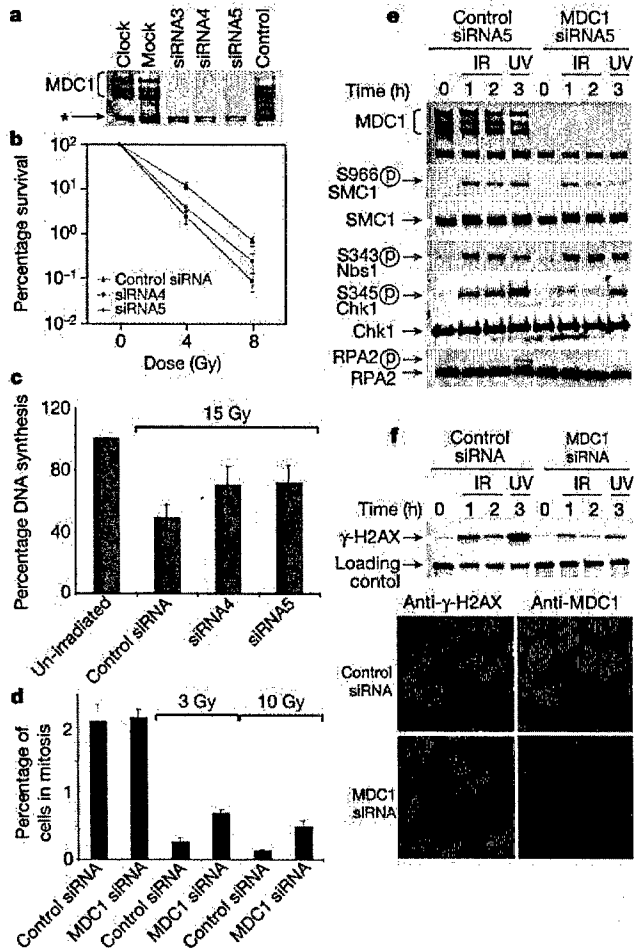 a
Clock
Mock
siRNA3
siRNA4
siRNA5
Control
MDC1
*
b
Percentage survival
10²
10¹
10⁰
10⁻¹
10⁻²
Control siRNA
siRNA4
siRNA5
0 4 8
Dose (Gy)
c
Percentage DNA synthesis
120
80
40
0
15 Gy
Un-irradiated
Control siRNA
siRNA4
siRNA5
d
Percentage of
cells in mitosis
2
1
0
3 Gy 10 Gy
Control siRNA
MDC1 siRNA
Control siRNA
MDC1 siRNA
Control siRNA
MDC1 siRNA
e
Control siRNA5
MDC1 siRNA5
IR UV IR UV
Time (h) 0 1 2 3 0 1 2 3
MDC1
S966 p
SMC1
SMC1
S343 p
Nbs1
S345 p
Chk1
Chk1
RPA2 p
RPA2
f
Control siRNA
MDC1 siRNA
IR UV IR UV
Time (h) 0 1 2 3 0 1 2 3
γ-H2AX
Loading
contol
Anti-γ-H2AX Anti-MDC1
Control
siRNA
MDC1
siRNA